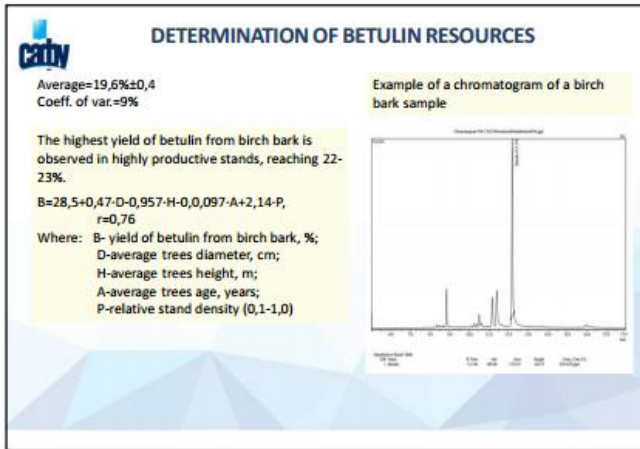 carby
DETERMINATION OF BETULIN RESOURCES
Average=19,6%±0,4
Coeff. of var.=9%
The highest yield of betulin from birch bark is
observed in highly productive stands, reaching 22-
23%.
B=28,5+0,47·D-0,957·H-0,0,097·A+2,14·P,
r=0,76
Where: B- yield of betulin from birch bark, %;
D-average trees diameter, cm;
H-average trees height, m;
A-average trees age, years;
P-relative stand density (0,1-1,0)
Example of a chromatogram of a birch
bark sample